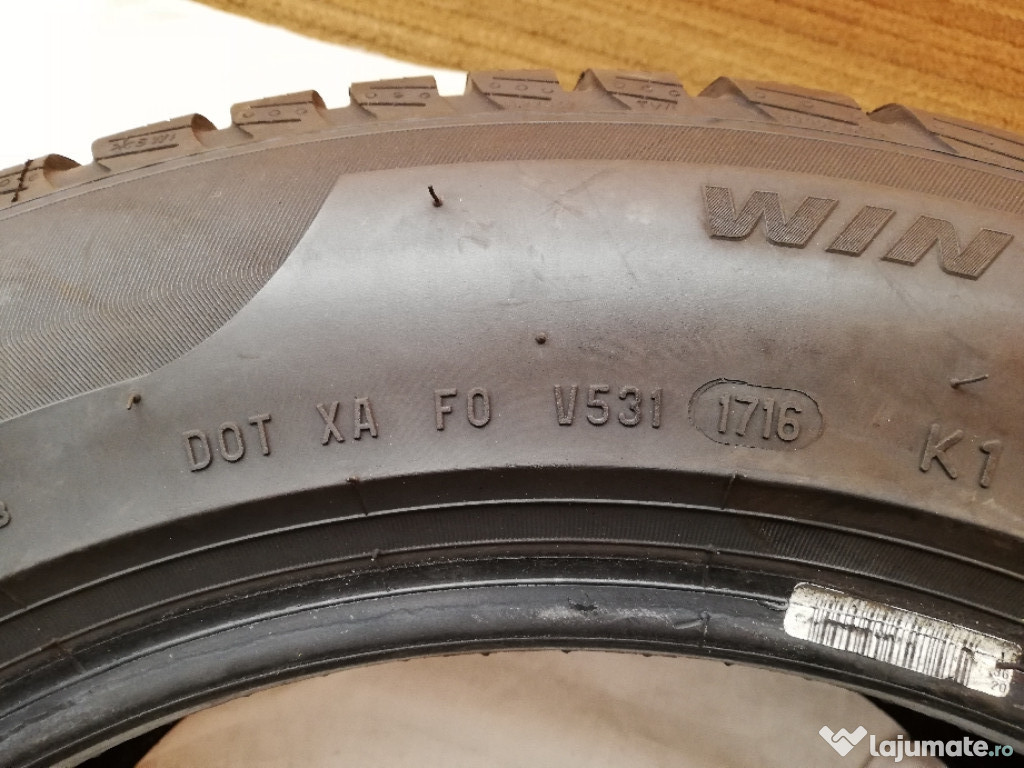 WIN
DOT XA F0 V531 1716 K1
lajumate.ro